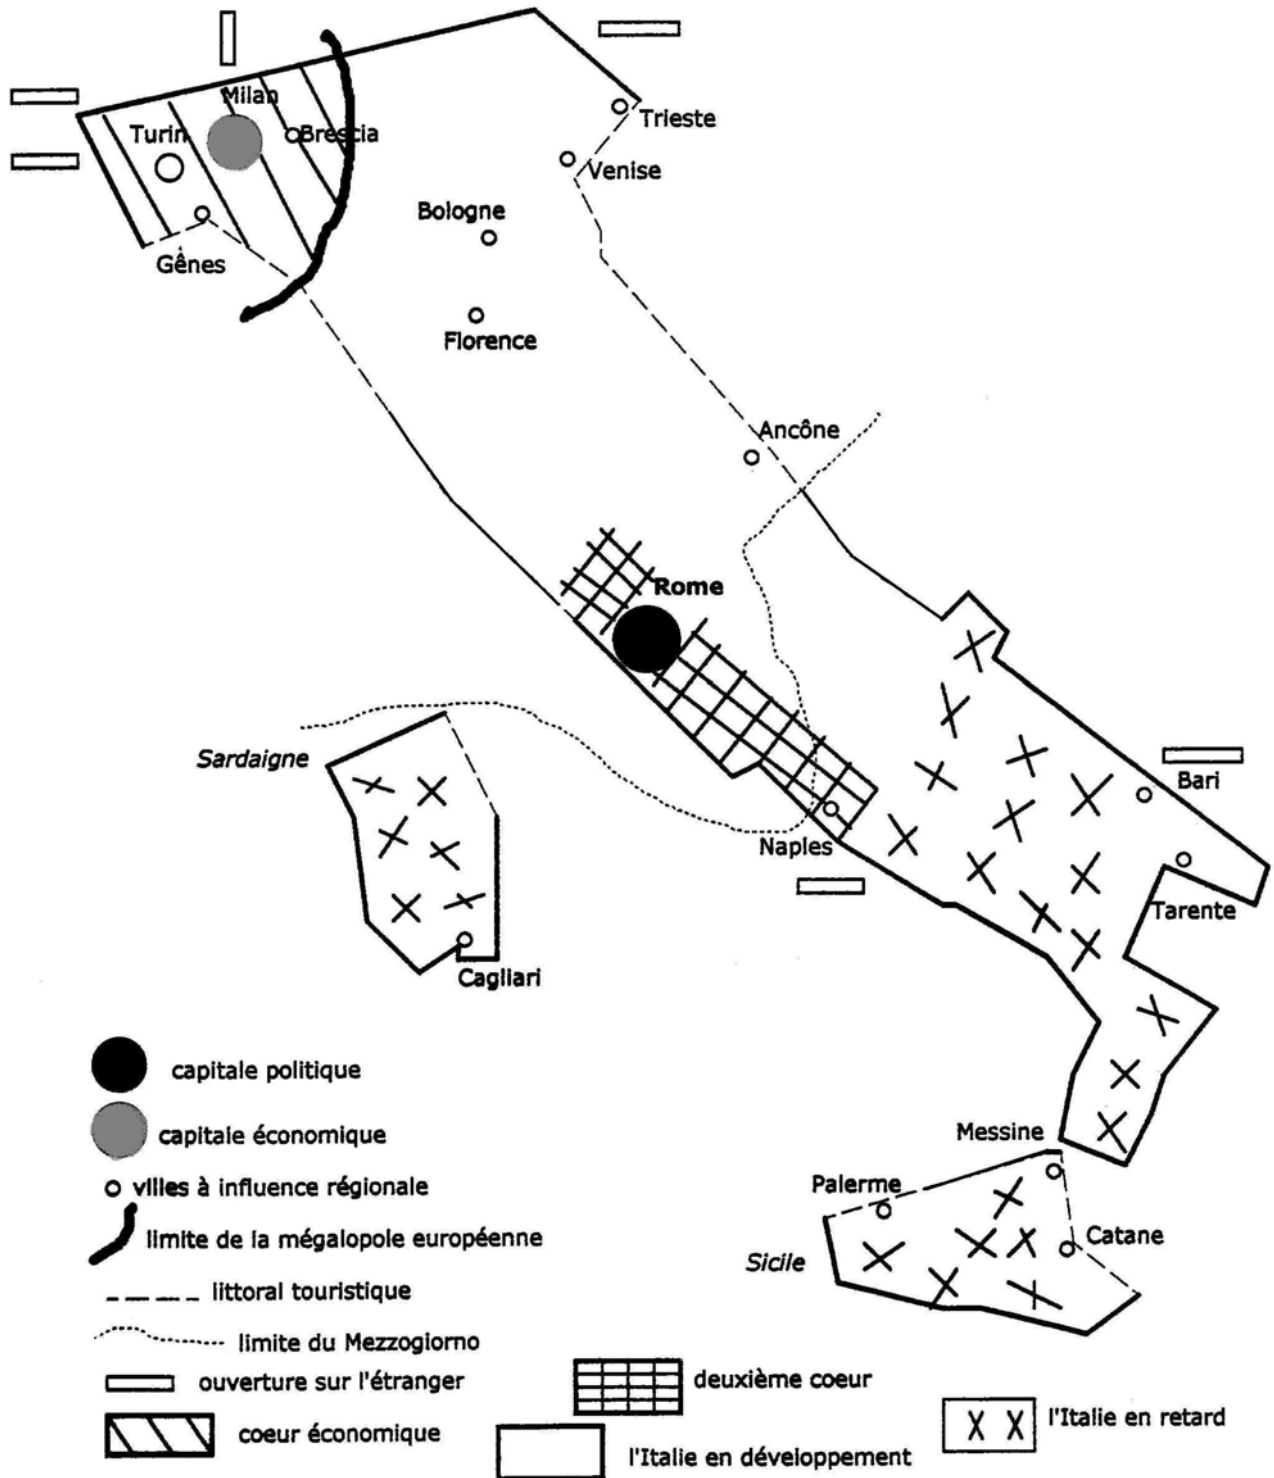 Milan
Turin
Brescia
Trieste
Venise
Bologne
Gênes
Florence
Ancône
Rome
Sardaigne
Bari
Naples
Tarente
Cagliari
capitale politique
capitale économique
villes à influence régionale
limite de la mégalopole européenne
littoral touristique
limite du Mezzogiorno
ouverture sur l'étranger
coeur économique
Messine
Palerme
Catane
Sicile
deuxième coeur
l'Italie en développement
l'Italie en retard